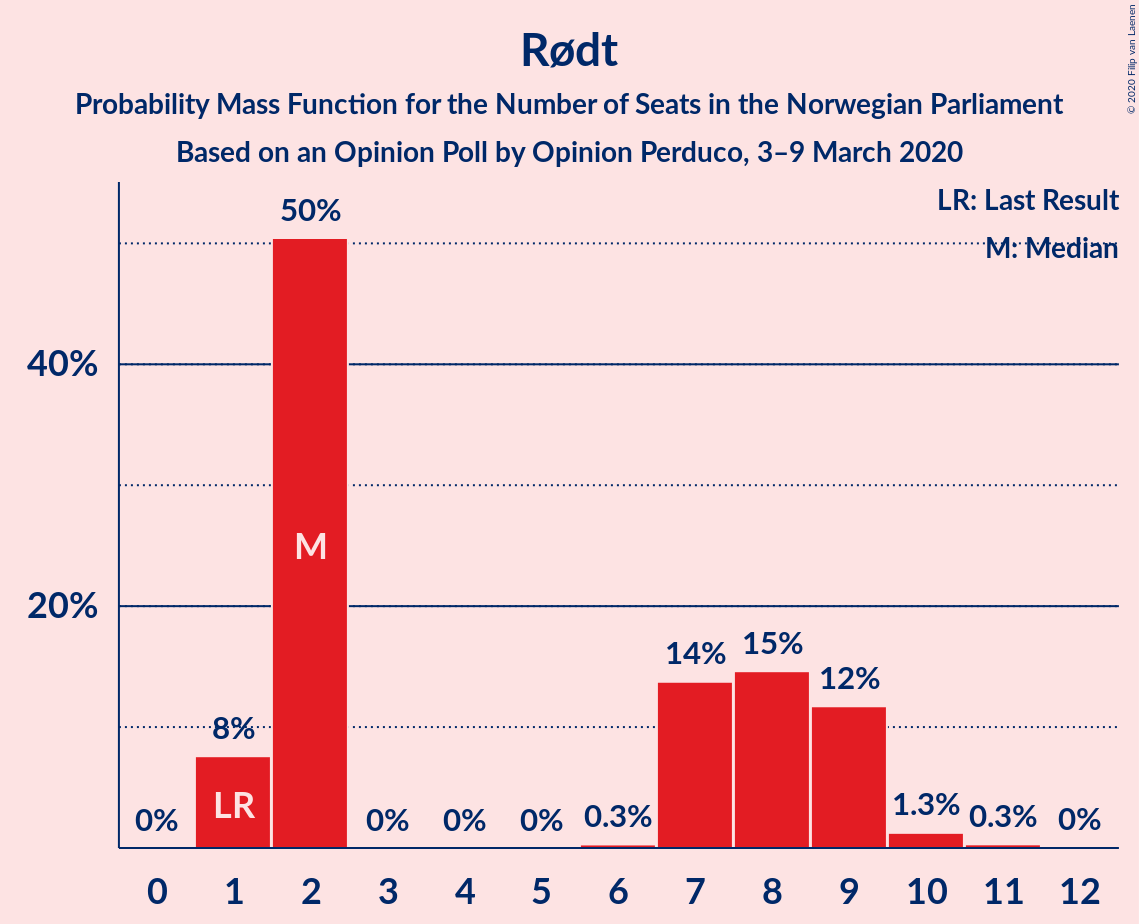 Rødt
Probability Mass Function for the Number of Seats in the Norwegian Parliament
Based on an Opinion Poll by Opinion Perduco, 3–9 March 2020
© 2020 Filip van Laenen
LR: Last Result
M: Median
50%
40%
20%
M
14%
15%
12%
8%
LR
0%
0%
0%
0%
0.3%
1.3%
0.3%
0%
0 1 2 3 4 5 6 7 8 9 10 11 12